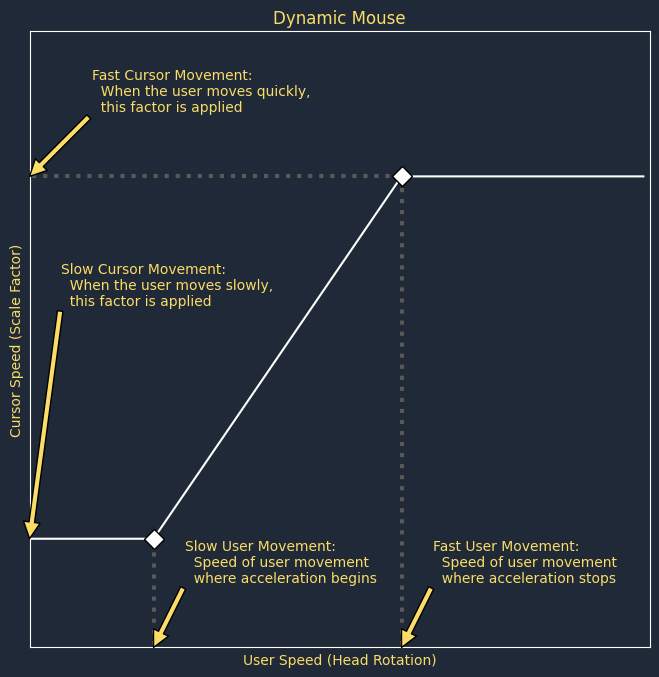 Dynamic Mouse
Fast Cursor Movement:
When the user moves quickly,
this factor is applied
Slow Cursor Movement:
When the user moves slowly,
this factor is applied
Cursor Speed (Scale Factor)
Slow User Movement:
Speed of user movement
where acceleration begins
Fast User Movement:
Speed of user movement
where acceleration stops
User Speed (Head Rotation)